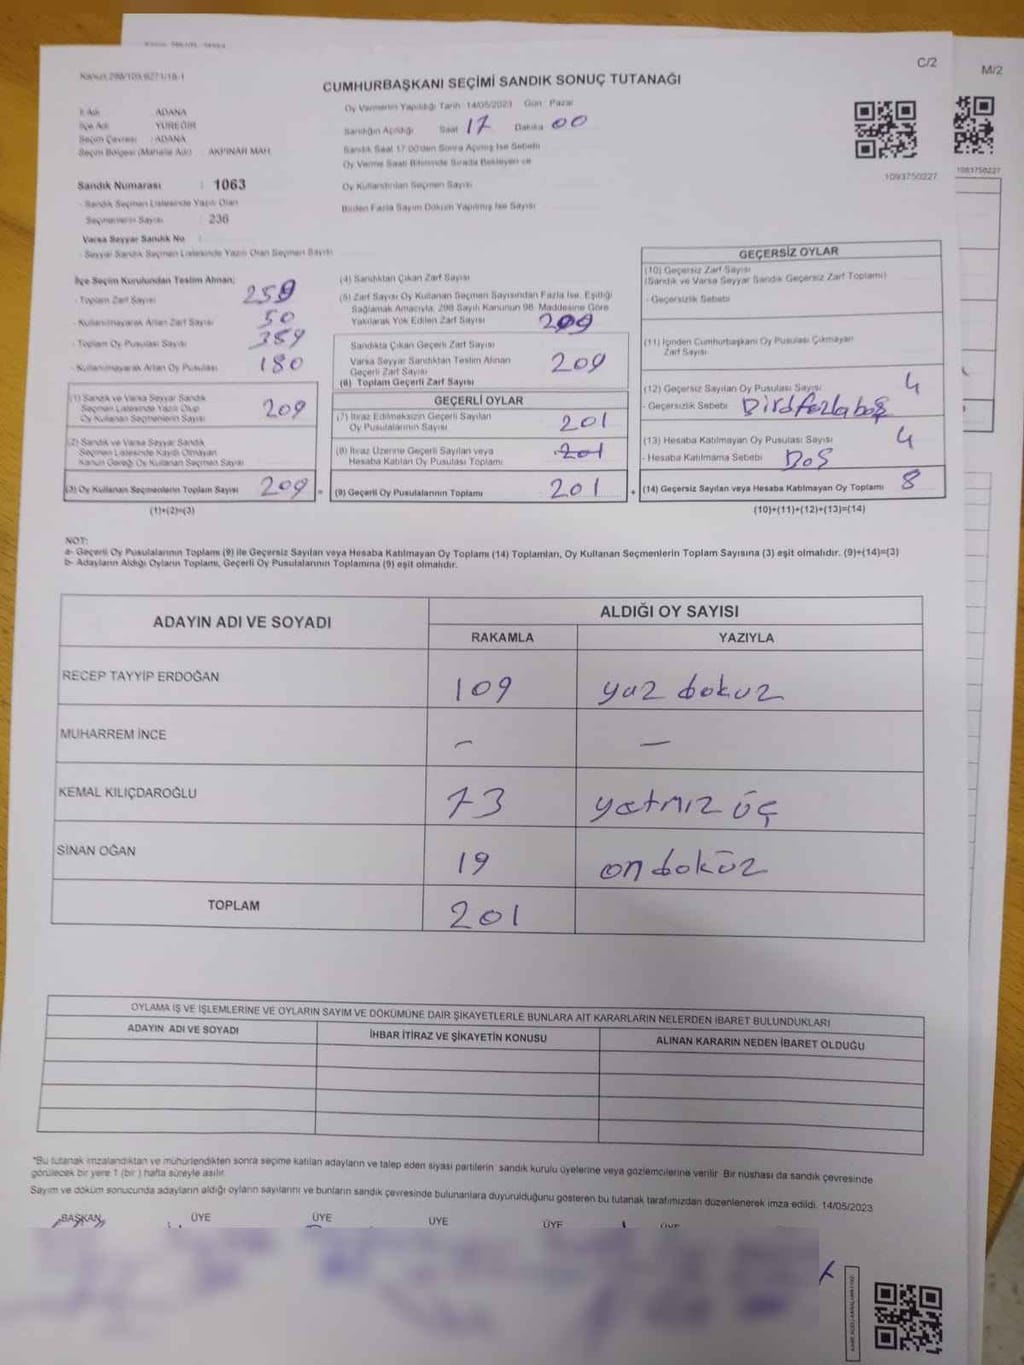 Kanun 298/109-6271/18-1
C/2
M/2
CUMHURBAŞKANI SEÇİMİ SANDIK SONUÇ TUTANAĞI
İl Adı : ADANA
İlçe Adı : YÜREĞİR
Seçim Çevresi : ADANA
Seçim Bölgesi (Mahalle Adı) : AKPINAR MAH.
Oy Vermenin Yapıldığı Tarih : 14/05/2023 Gün : Pazar
Sandığın Açıldığı Saat 17 Dakika 00
Sandık Saat 17:00'den Sonra Açılmış İse Sebebi
Oy Verme Saati Bitiminde Sırada Bekleyen ve
Oy Kullandırılan Seçmen Sayısı
Birden Fazla Sayım Döküm Yapılmış İse Sayısı
1093750227
1093750227
Sandık Numarası : 1063
- Sandık Seçmen Listesinde Yazılı Olan
Seçmenlerin Sayısı : 236
Varsa Seyyar Sandık No :
- Seyyar Sandık Seçmen Listesinde Yazılı Olan Seçmen Sayısı
İlçe Seçim Kurulundan Teslim Alınan;
- Toplam Zarf Sayısı 259
- Kullanılmayarak Artan Zarf Sayısı 50
- Toplam Oy Pusulası Sayısı 389
- Kullanılmayarak Artan Oy Pusulası 180
(1) Sandık ve Varsa Seyyar Sandık
Seçmen Listesinde Yazılı Olup
Oy Kullanan Seçmenlerin Sayısı 209
(2) Sandık ve Varsa Seyyar Sandık
Seçmen Listesinde Kaydı Olmayan
Kanun Gereği Oy Kullanan Seçmen Sayısı
(3) Oy Kullanan Seçmenlerin Toplam Sayısı 209 =
(1)+(2)=(3)
(4) Sandıktan Çıkan Zarf Sayısı
(5) Zarf Sayısı Oy Kullanan Seçmen Sayısından Fazla İse, Eşitliği
Sağlamak Amacıyla, 298 Sayılı Kanunun 98. Maddesine Göre
Yakılarak Yok Edilen Zarf Sayısı 209
Sandıkta Çıkan Geçerli Zarf Sayısı
Varsa Seyyar Sandıktan Teslim Alınan
Geçerli Zarf Sayısı 209
(6) Toplam Geçerli Zarf Sayısı
GEÇERLİ OYLAR
(7) İtiraz Edilmeksizin Geçerli Sayılan
Oy Pusulalarının Sayısı 201
(8) İtiraz Üzerine Geçerli Sayılan veya
Hesaba Katılan Oy Pusulası Toplamı 201
(9) Geçerli Oy Pusulalarının Toplamı 201 +
GEÇERSİZ OYLAR
(10) Geçersiz Zarf Sayısı
(Sandık ve Varsa Seyyar Sandık Geçersiz Zarf Toplamı)
- Geçersizlik Sebebi
(11) İçinden Cumhurbaşkanı Oy Pusulası Çıkmayan
Zarf Sayısı
(12) Geçersiz Sayılan Oy Pusulası Sayısı 4
- Geçersizlik Sebebi Birdfazla boş
(13) Hesaba Katılmayan Oy Pusulası Sayısı 4
- Hesaba Katılmama Sebebi Boş
(14) Geçersiz Sayılan veya Hesaba Katılmayan Oy Toplamı 8
(10)+(11)+(12)+(13)=(14)
NOT:
a- Geçerli Oy Pusulalarının Toplamı (9) ile Geçersiz Sayılan veya Hesaba Katılmayan Oy Toplamı (14) Toplamları, Oy Kullanan Seçmenlerin Toplam Sayısına (3) eşit olmalıdır. (9)+(14)=(3)
b- Adayların Aldığı Oyların Toplamı, Geçerli Oy Pusulalarının Toplamına (9) eşit olmalıdır.
ADAYIN ADI VE SOYADI
ALDIĞI OY SAYISI
RAKAMLA YAZIYLA
RECEP TAYYİP ERDOĞAN 109 yüz dokuz
MUHARREM İNCE - -
KEMAL KILIÇDAROĞLU 73 yetmiz üç
SİNAN OĞAN 19 on doküz
TOPLAM 201
OYLAMA İŞ VE İŞLEMLERİNE VE OYLARIN SAYIM VE DÖKÜMÜNE DAİR ŞİKAYETLERLE BUNLARA AİT KARARLARIN NELERDEN İBARET BULUNDUKLARI
ADAYIN ADI VE SOYADI İHBAR İTİRAZ VE ŞİKAYETİN KONUSU ALINAN KARARIN NEDEN İBARET OLDUĞU
*Bu tutanak imzalandıktan ve mühürlendikten sonra seçime katılan adayların ve talep eden siyasi partilerin sandık kurulu üyelerine veya gözlemcilerine verilir. Bir nüshası da sandık çevresinde
görülecek bir yere 1 (bir) hafta süreyle asılır.
Sayım ve döküm sonucunda adayların aldığı oyların sayılarını ve bunların sandık çevresinde bulunanlara duyurulduğunu gösteren bu tutanak tarafımızdan düzenlenerek imza edildi. 14/05/2023
BAŞKAN ÜYE ÜYE ÜYE ÜYE ÜYE